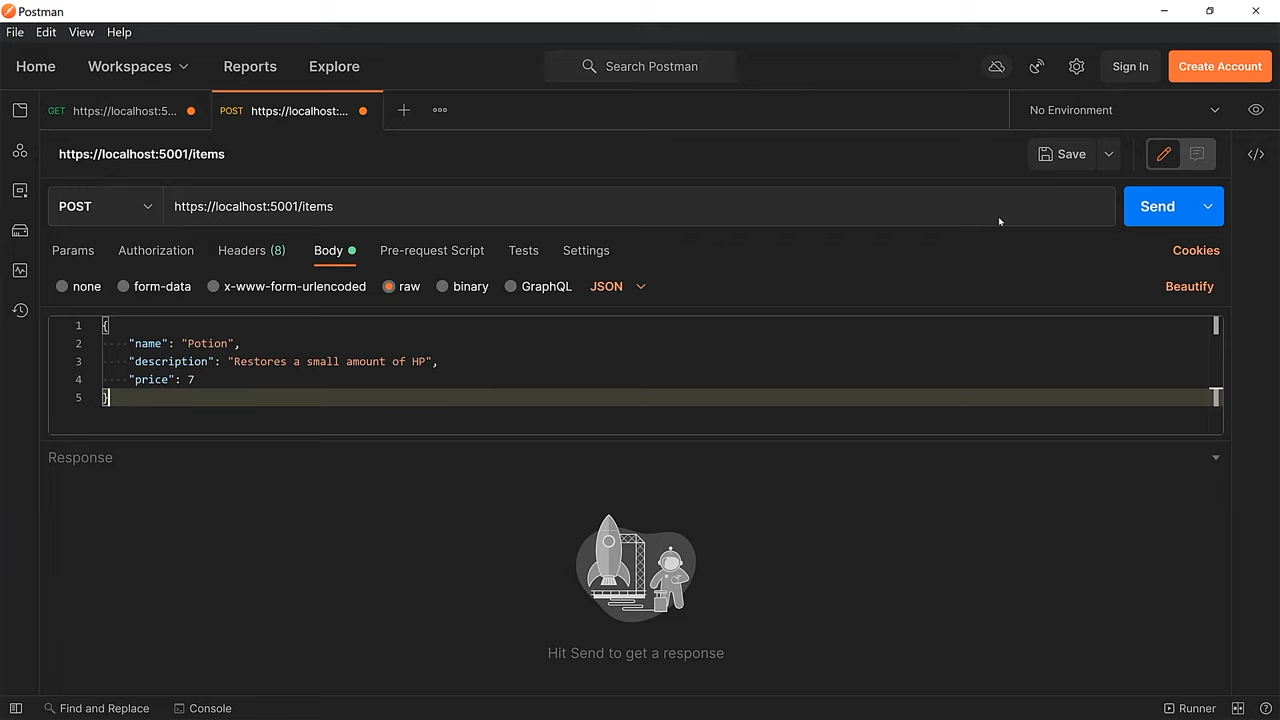 Postman
File Edit View Help
Home Workspaces Reports Explore Search Postman Sign In Create Account
GET https://localhost:5... POST https://localhost:... No Environment
https://localhost:5001/items Save
POST https://localhost:5001/items Send
Params Authorization Headers (8) Body Pre-request Script Tests Settings Cookies
none form-data x-www-form-urlencoded raw binary GraphQL JSON Beautify
1 {
2 ····"name": "Potion",
3 ····"description": "Restores a small amount of HP",
4 ····"price": 7
5 }
Response
Hit Send to get a response
Find and Replace Console Runner